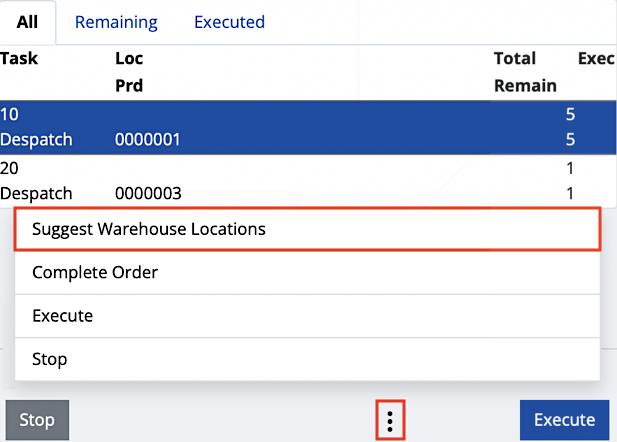 All Remaining Executed
Task Loc Total Exec
Prd Remain
10 5
Despatch 0000001 5
20 1
Despatch 0000003 1
Suggest Warehouse Locations
Complete Order
Execute
Stop
Stop Execute